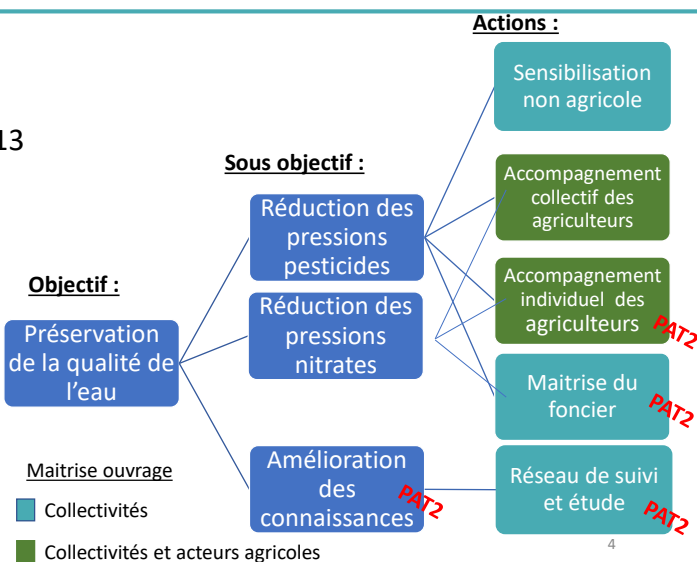 Actions :
Sensibilisation
non agricole
13
Sous objectif :
Accompagnement
collectif des
agriculteurs
Réduction des
pressions
pesticides
Objectif :
Accompagnement
individuel des
agriculteurs
PAT2
Réduction des
pressions
nitrates
Préservation
de la qualité de
l'eau
Maitrise du
foncier
PAT2
Amélioration
des
connaissances
PAT2
Réseau de suivi
et étude
PAT2
Maitrise ouvrage
Collectivités
Collectivités et acteurs agricoles
4